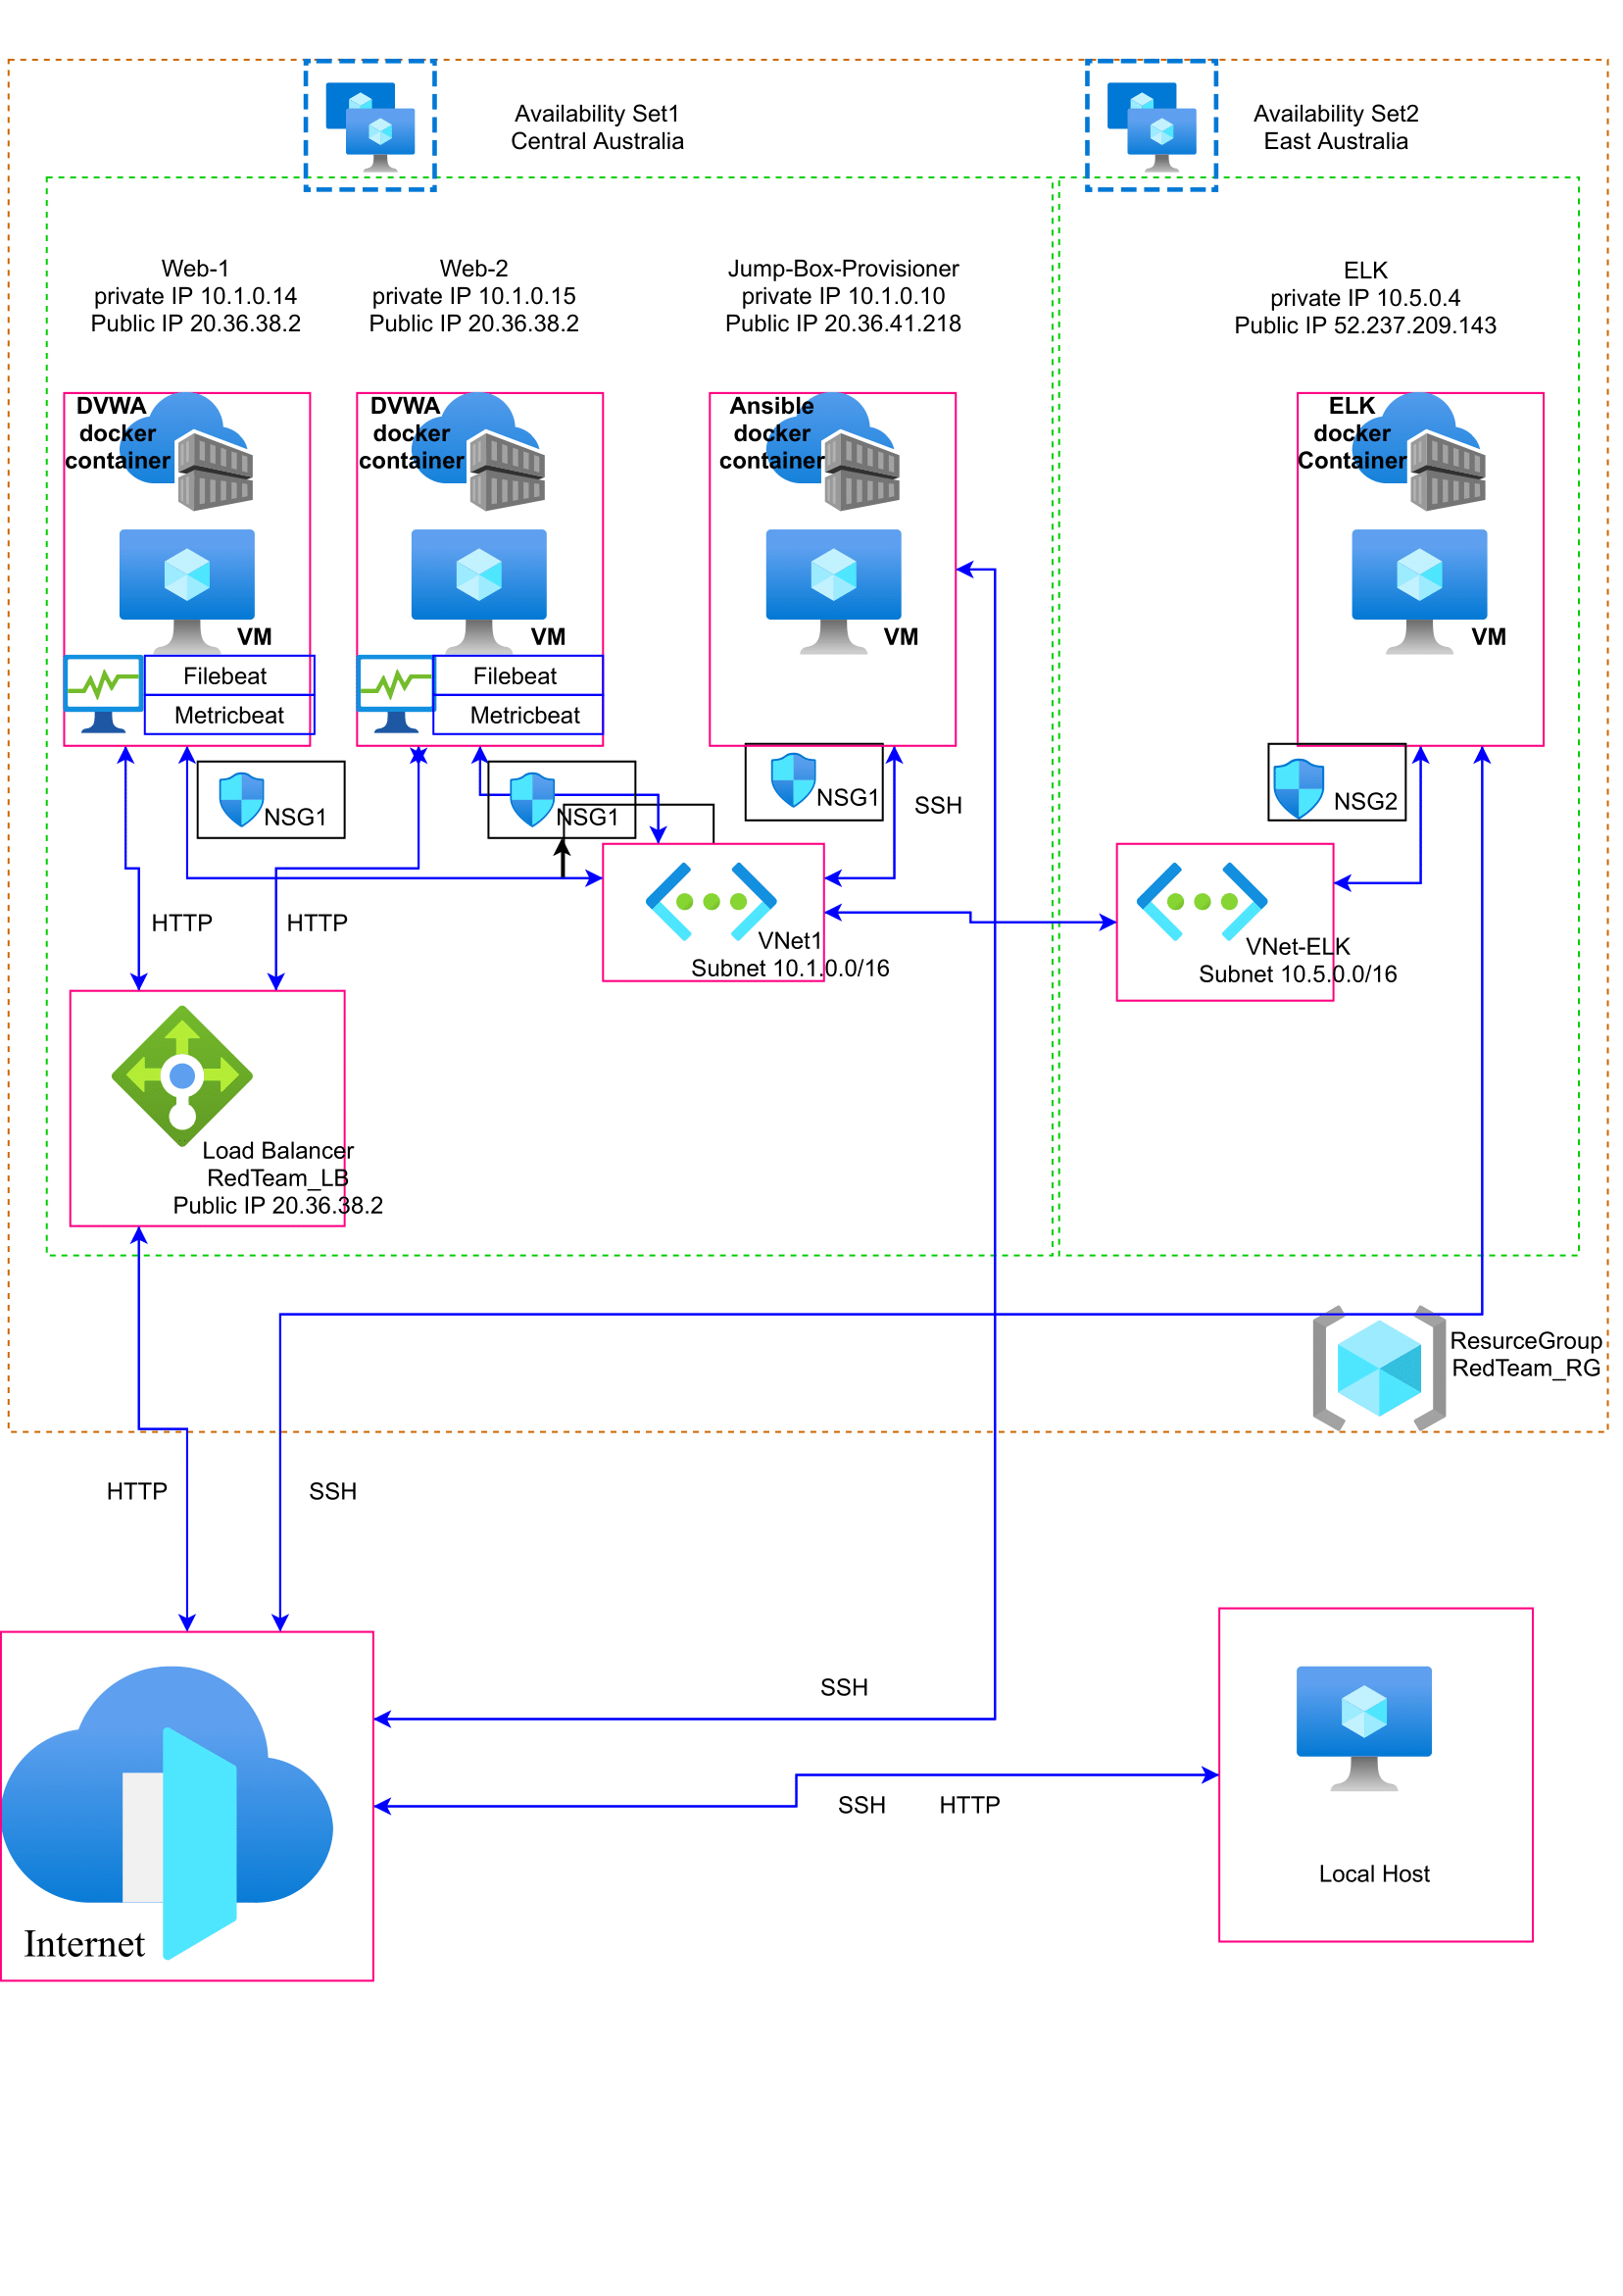 Availability Set1
Central Australia
Availability Set2
East Australia
Web-1
private IP 10.1.0.14
Public IP 20.36.38.2
Web-2
private IP 10.1.0.15
Public IP 20.36.38.2
Jump-Box-Provisioner
private IP 10.1.0.10
Public IP 20.36.41.218
ELK
private IP 10.5.0.4
Public IP 52.237.209.143
DVWA
docker
container
VM
Filebeat
Metricbeat
DVWA
docker
container
VM
Filebeat
Metricbeat
Ansible
docker
container
VM
ELK
docker
Container
VM
NSG1
NSG1
NSG1
SSH
NSG2
HTTP
HTTP
VNet1
Subnet 10.1.0.0/16
VNet-ELK
Subnet 10.5.0.0/16
Load Balancer
RedTeam_LB
Public IP 20.36.38.2
ResurceGroup
RedTeam_RG
HTTP
SSH
SSH
SSH
HTTP
Local Host
Internet